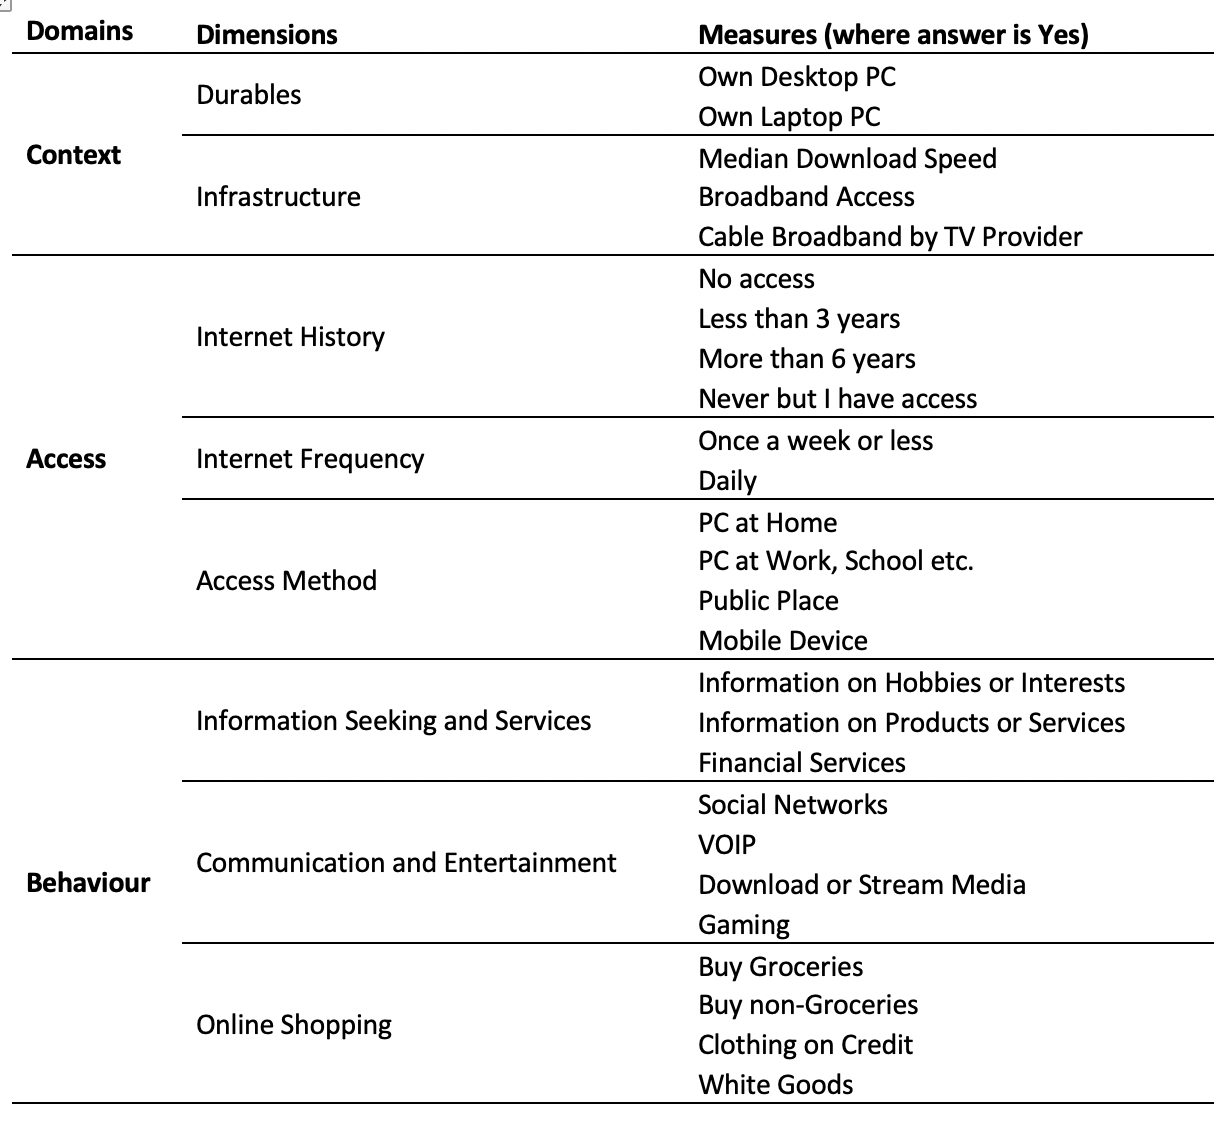 Domains Dimensions Measures (where answer is Yes)
Durables
Own Desktop PC
Own Laptop PC
Context
Infrastructure
Median Download Speed
Broadband Access
Cable Broadband by TV Provider
Internet History
No access
Less than 3 years
More than 6 years
Never but I have access
Access
Internet Frequency
Once a week or less
Daily
Access Method
PC at Home
PC at Work, School etc.
Public Place
Mobile Device
Information Seeking and Services
Information on Hobbies or Interests
Information on Products or Services
Financial Services
Behaviour
Communication and Entertainment
Social Networks
VOIP
Download or Stream Media
Gaming
Online Shopping
Buy Groceries
Buy non-Groceries
Clothing on Credit
White Goods